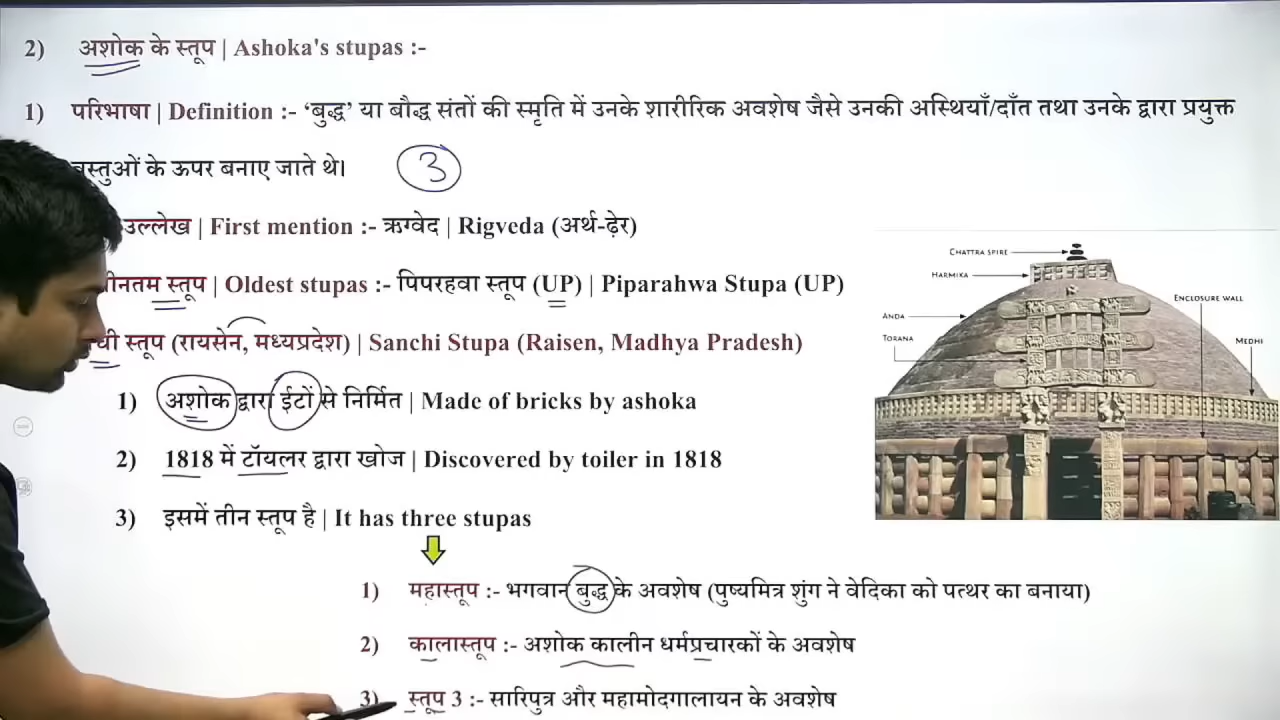 2) अशोक के स्तूप | Ashoka's stupas :-
1) परिभाषा | Definition :- ‘बुद्ध’ या बौद्ध संतों की स्मृति में उनके शारीरिक अवशेष जैसे उनकी अस्थियाँ/दाँत तथा उनके द्वारा प्रयुक्त
वस्तुओं के ऊपर बनाए जाते थे। 3
उल्लेख | First mention :- ऋग्वेद | Rigveda (अर्थ-ढ़ेर)
स्तूप | Oldest stupas :- पिपरहवा स्तूप (UP) | Piparahwa Stupa (UP)
स्तूप (रायसेन, मध्यप्रदेश) | Sanchi Stupa (Raisen, Madhya Pradesh)
1) अशोक द्वारा ईटों से निर्मित | Made of bricks by ashoka
2) 1818 में टॉयलर द्वारा खोज | Discovered by toiler in 1818
3) इसमें तीन स्तूप है | It has three stupas
1) महास्तूप :- भगवान बुद्ध के अवशेष (पुष्यमित्र शुंग ने वेदिका को पत्थर का बनाया)
2) कालास्तूप :- अशोक कालीन धर्मप्रचारकों के अवशेष
3) स्तूप 3 :- सारिपुत्र और महामोदगालायन के अवशेष
CHATTRA SPIRE
HARMIKA
ENCLOSURE WALL
ANDA
TORANA
MEDHI